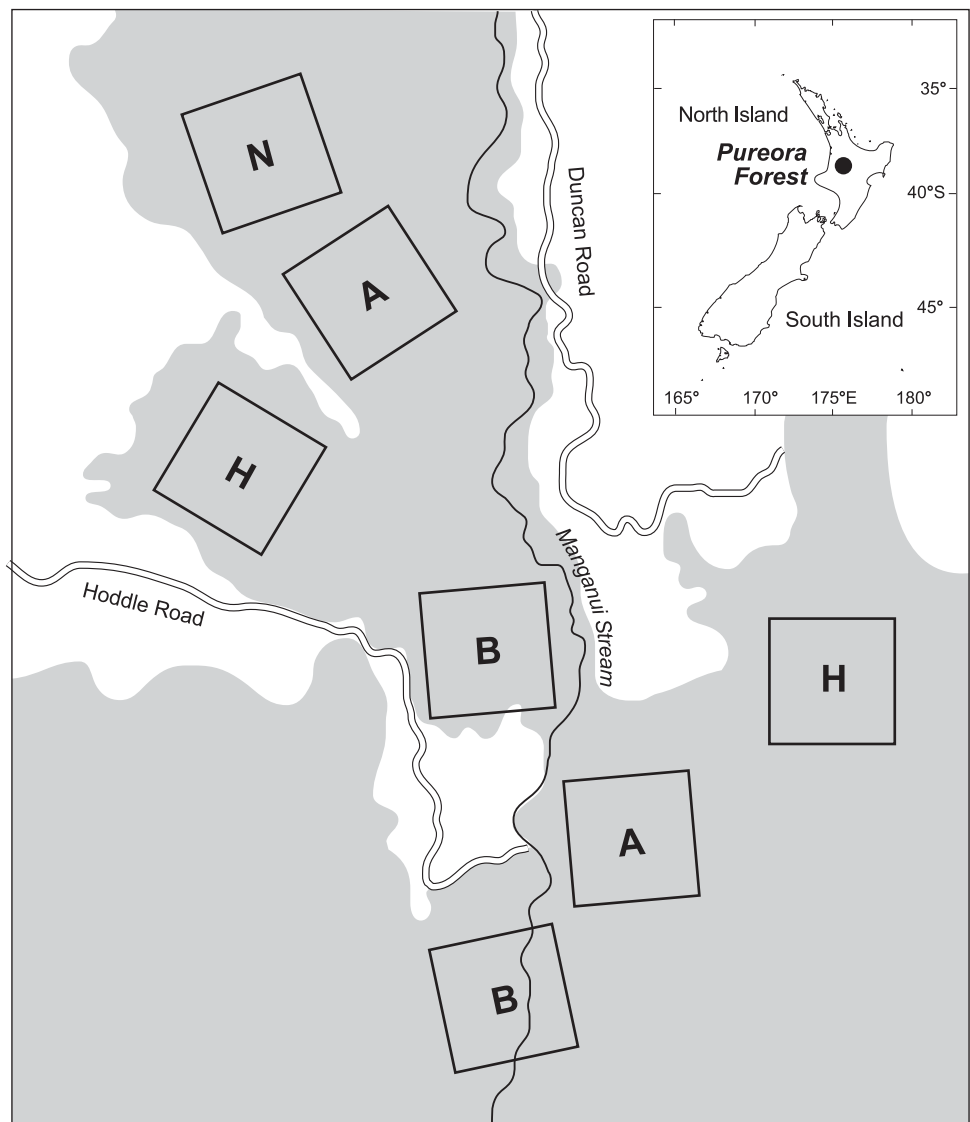 N
A
H
B
H
A
B
Duncan Road
Manganui Stream
Hoddle Road
North Island
Pureora
Forest
South Island
35°
40°S
45°
165°
170°
175°E
180°